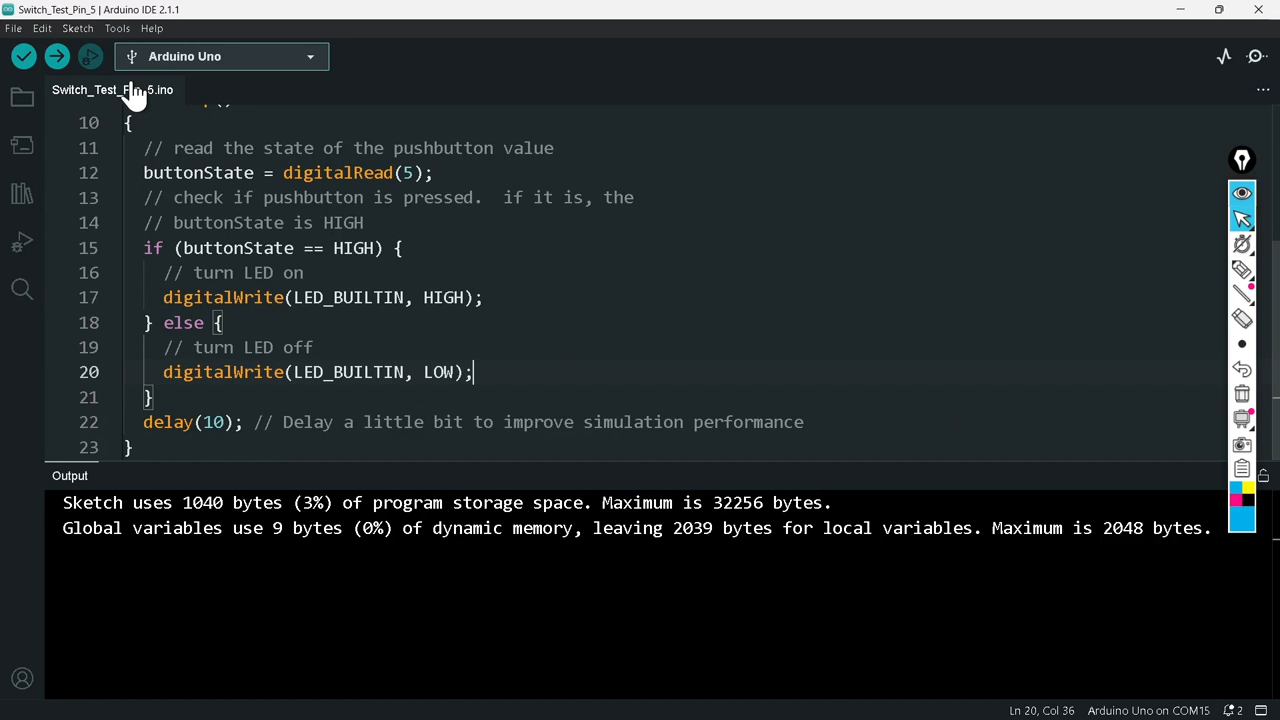 Switch_Test_Pin_5 | Arduino IDE 2.1.1
File Edit Sketch Tools Help
Arduino Uno
Switch_Test_ 5.ino
10 {
11 // read the state of the pushbutton value
12 buttonState = digitalRead(5);
13 // check if pushbutton is pressed.  if it is, the
14 // buttonState is HIGH
15 if (buttonState == HIGH) {
16 // turn LED on
17 digitalWrite(LED_BUILTIN, HIGH);
18 } else {
19 // turn LED off
20 digitalWrite(LED_BUILTIN, LOW);
21 }
22 delay(10); // Delay a little bit to improve simulation performance
23 }
Output
Sketch uses 1040 bytes (3%) of program storage space. Maximum is 32256 bytes.
Global variables use 9 bytes (0%) of dynamic memory, leaving 2039 bytes for local variables. Maximum is 2048 bytes.
Ln 20, Col 36 Arduino Uno on COM15 2